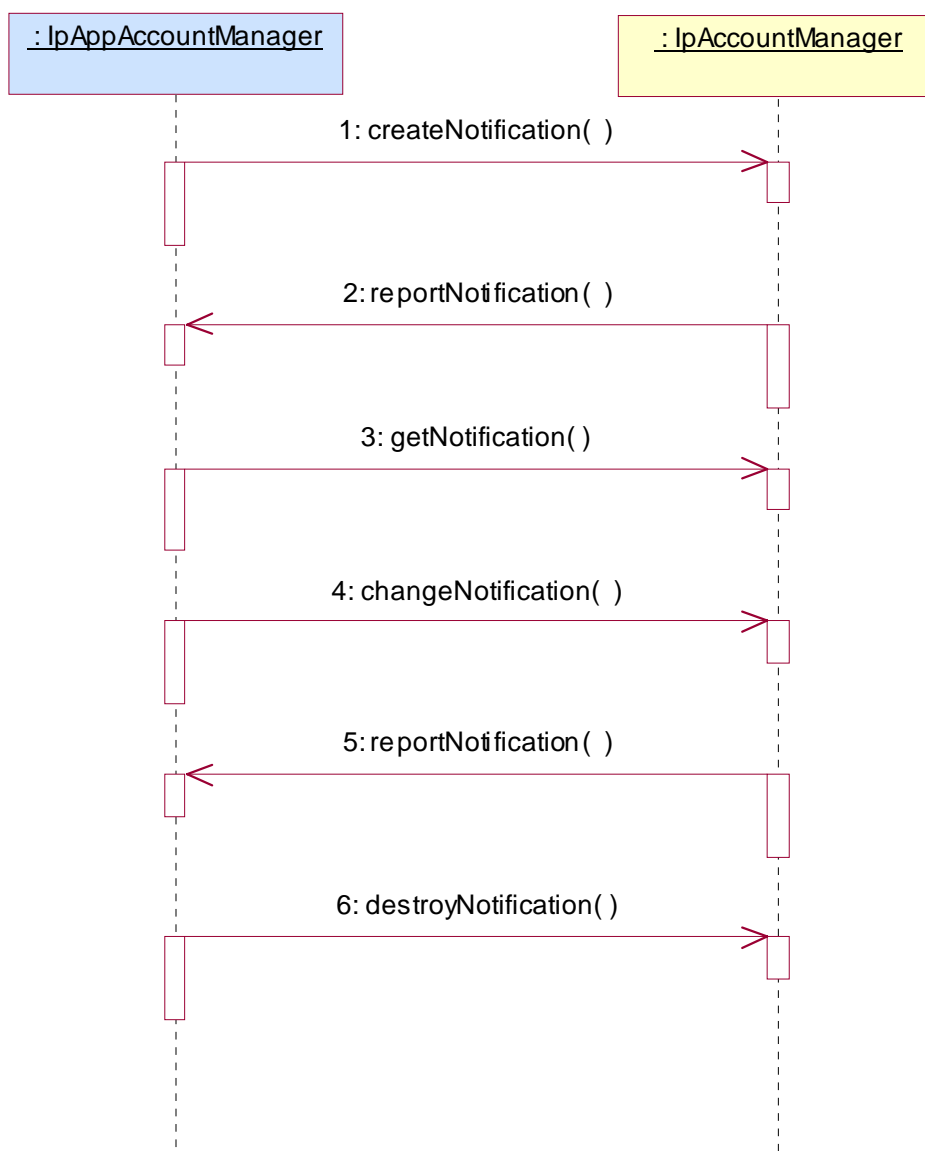 : IpAppAccountManager
: IpAccountManager
1: createNotification( )
2: reportNotification( )
3: getNotification( )
4: changeNotification( )
5: reportNotification( )
6: destroyNotification( )